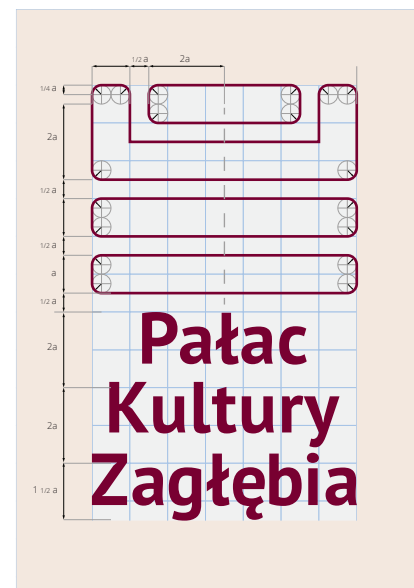 1/2 a 2a
1/4 a
2a
1/2 a
1/2 a
a
1/2 a
2a
Pałac
2a
Kultury
1 1/2 a
Zagłębia